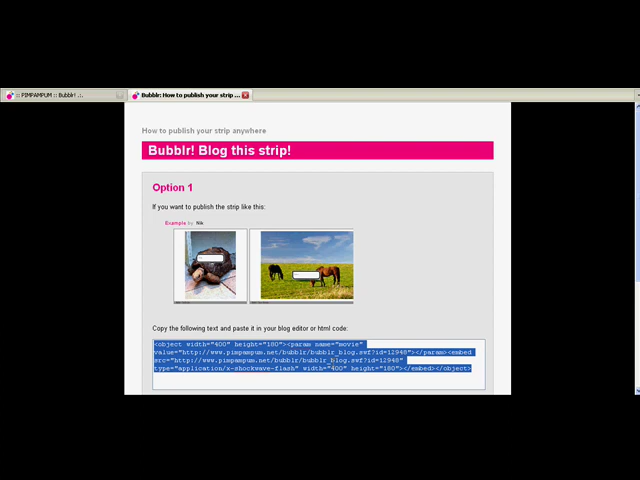 :: PIMPAMPUM :: Bubblr! .:.
Bubblr: How to publish your strip ...
How to publish your strip anywhere
Bubblr! Blog this strip!
Option 1
If you want to publish the strip like this:
Example by Nik
Copy the following text and paste it in your blog editor or html code:
<object width="400" height="180"><param name="movie"
value="http://www.pimpampum.net/bubblr/bubblr_blog.swf?id=12948"></param><embed
src="http://www.pimpampum.net/bubblr/bubblr_blog.swf?id=12948"
type="application/x-shockwave-flash" width="400" height="180"></embed></object>